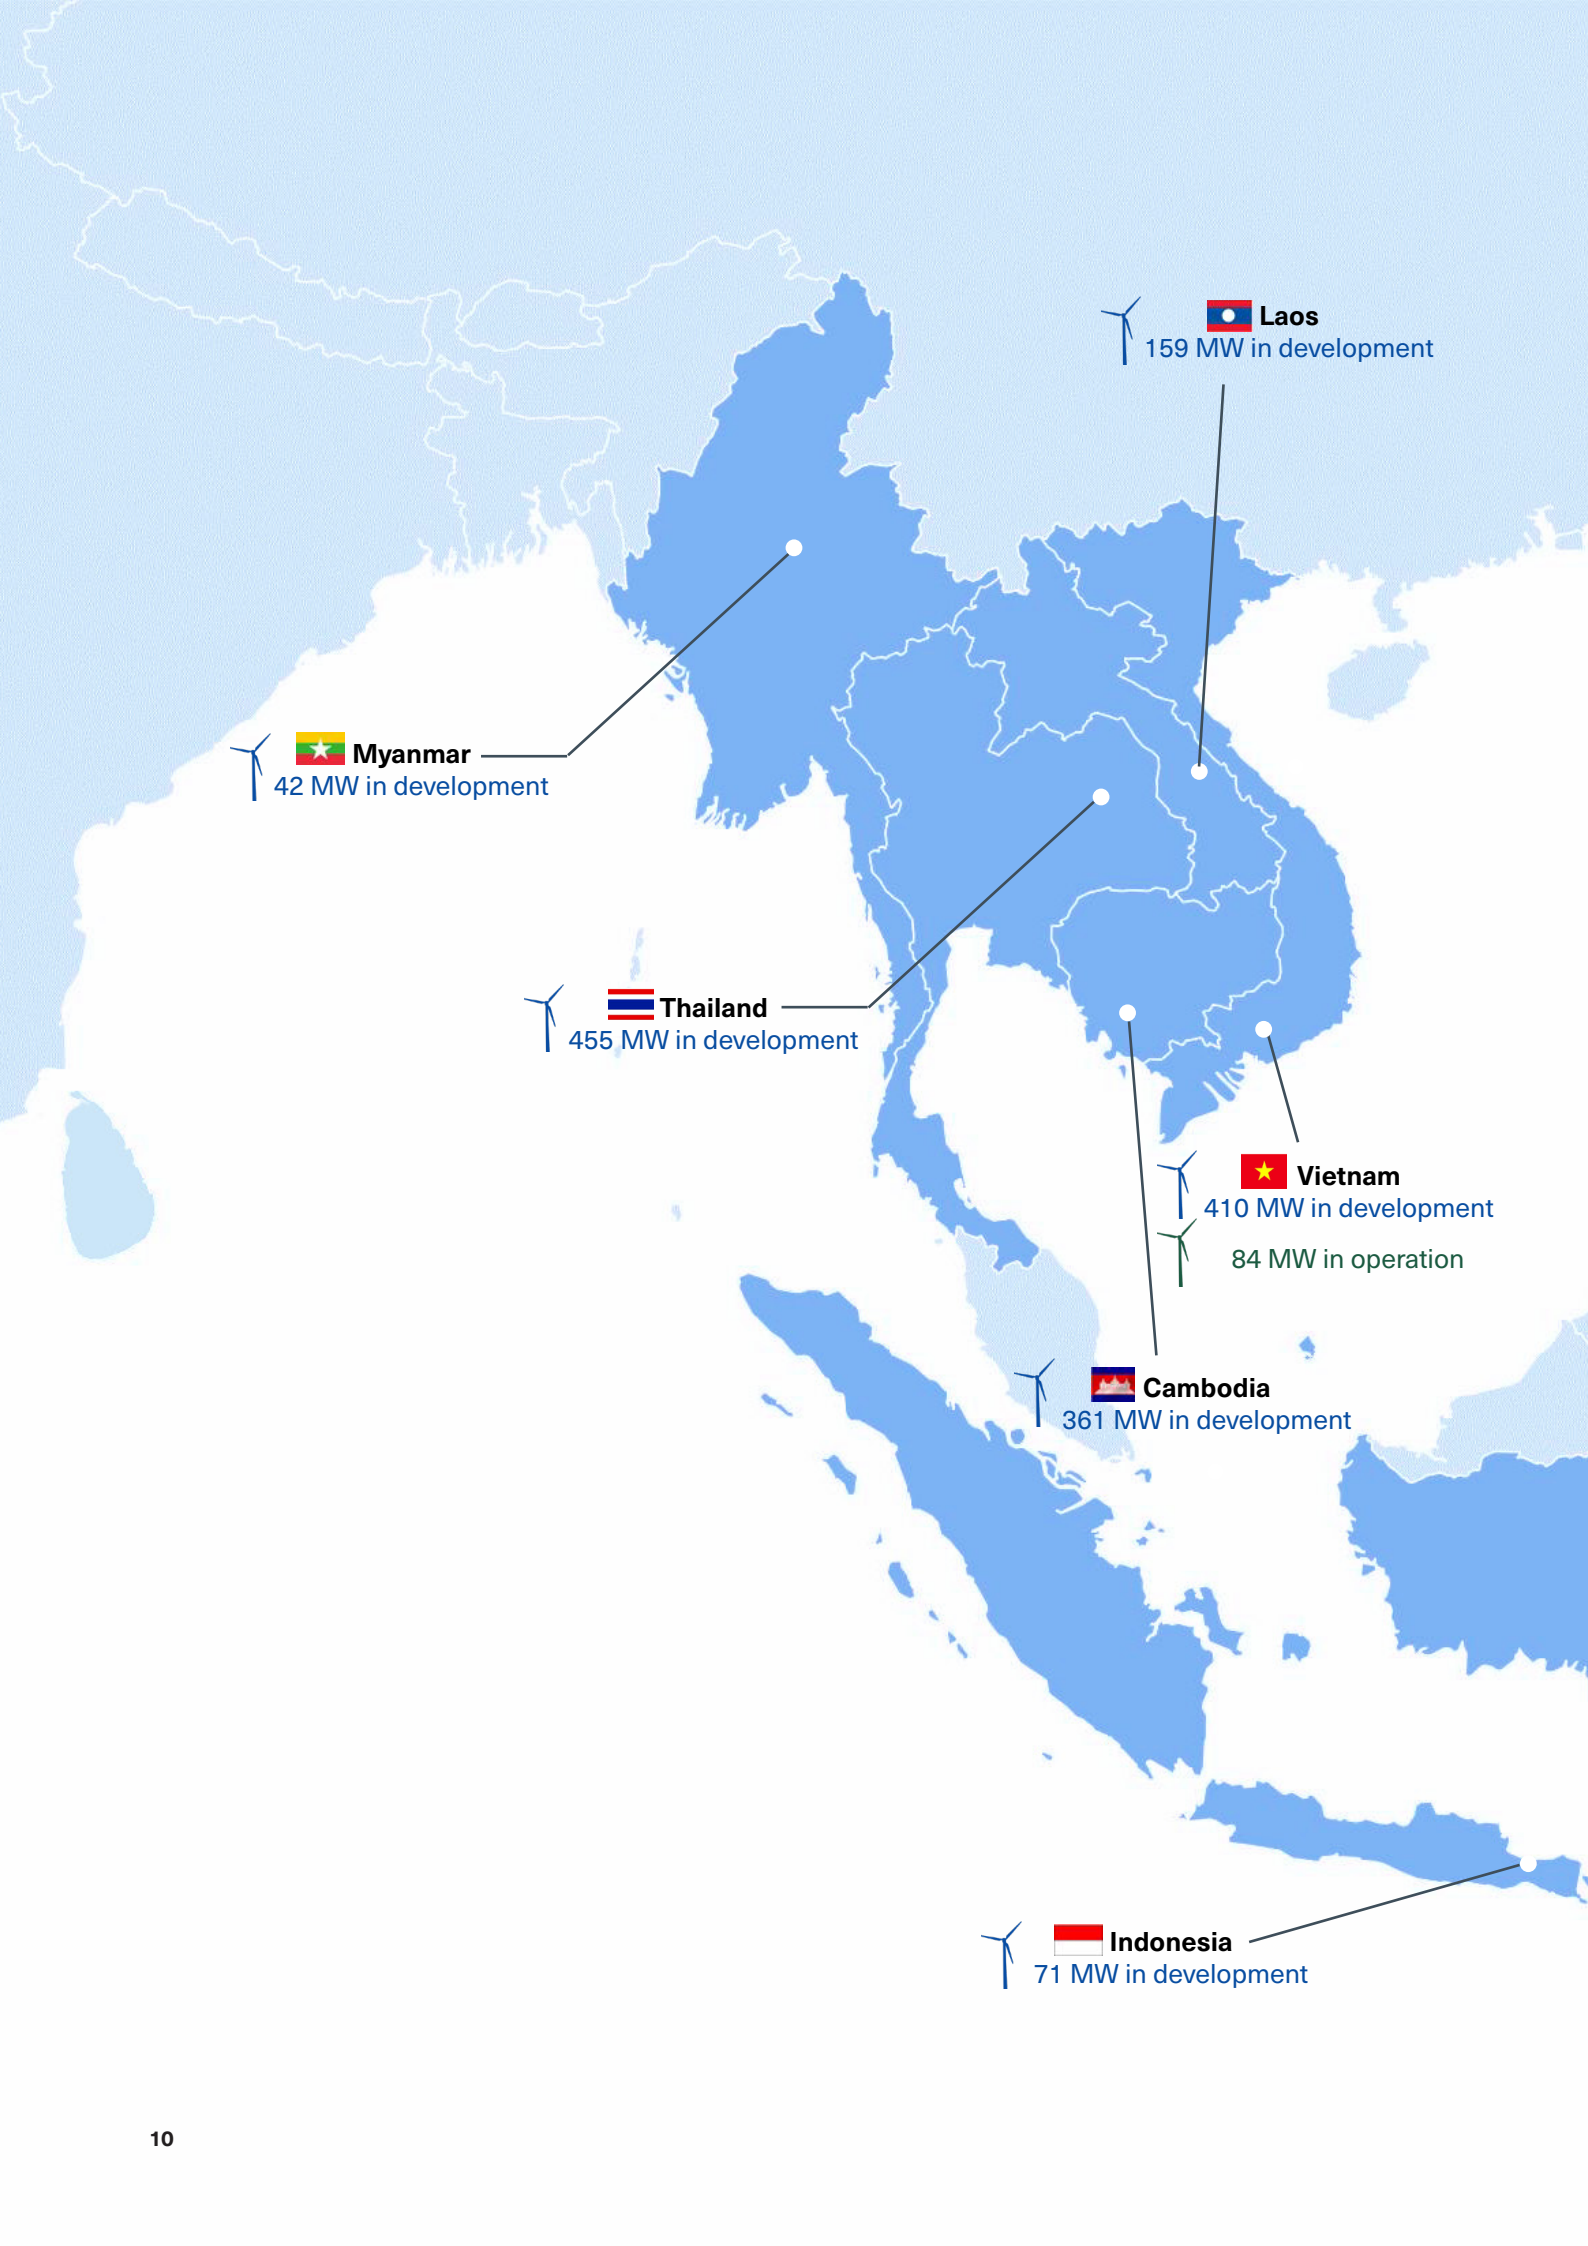 Laos
159 MW in development
Myanmar
42 MW in development
Thailand
455 MW in development
Vietnam
410 MW in development
84 MW in operation
Cambodia
361 MW in development
Indonesia
71 MW in development
10